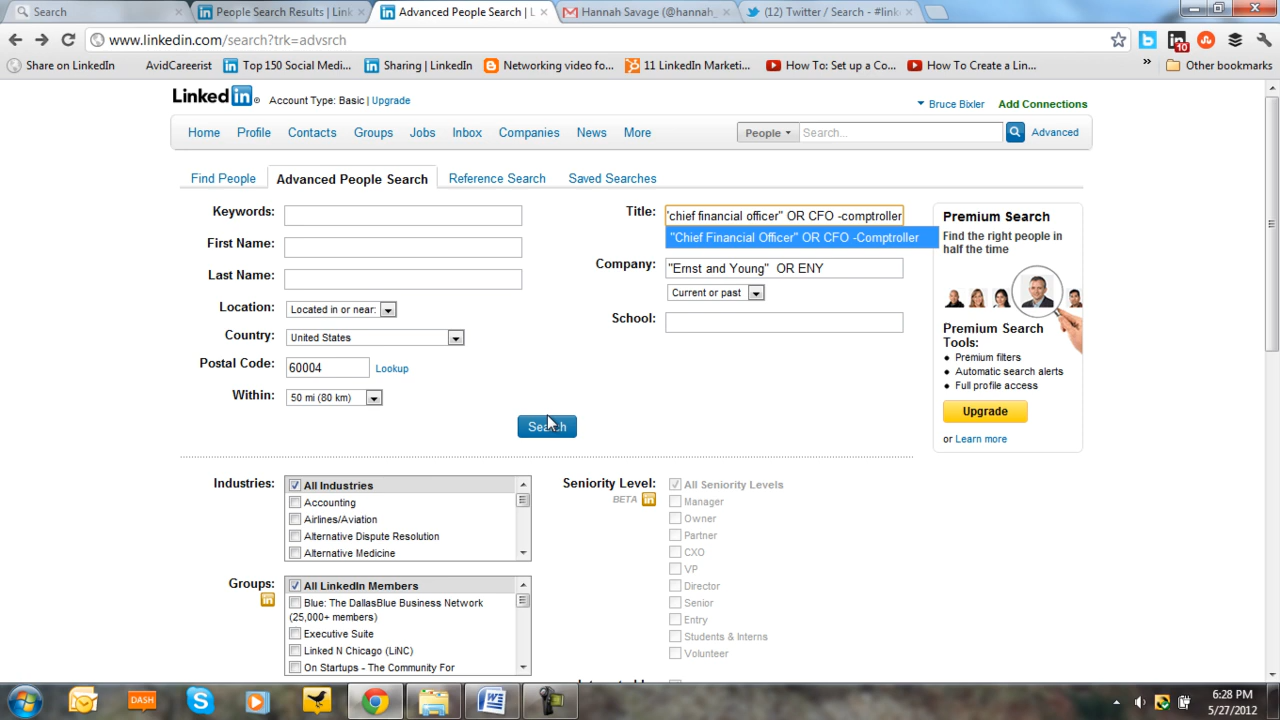 Search
People Search Results | Link
Advanced People Search | L
Hannah Savage (@hannah_
(12) Twitter / Search - #link
www.linkedin.com/search?trk=advsrch
10
Share on LinkedIn
AvidCareerist
Top 150 Social Medi...
Sharing | LinkedIn
Networking video fo...
11 LinkedIn Marketi...
How To: Set up a Co...
How To Create a Lin...
»
Other bookmarks
Linked in®
Account Type: Basic | Upgrade
Bruce Bixler
Add Connections
Home
Profile
Contacts
Groups
Jobs
Inbox
Companies
News
More
People
Search...
Advanced
Find People
Advanced People Search
Reference Search
Saved Searches
Keywords:
First Name:
Last Name:
Location:
Located in or near:
Country:
United States
Postal Code:
60004
Lookup
Within:
50 mi (80 km)
Title:
"chief financial officer" OR CFO -comptroller
"Chief Financial Officer" OR CFO -Comptroller
Company:
"Ernst and Young"  OR ENY
Current or past
School:
Search
Premium Search
Find the right people in
half the time
Premium Search
Tools:
• Premium filters
• Automatic search alerts
• Full profile access
Upgrade
or Learn more
Industries:
All Industries
Accounting
Airlines/Aviation
Alternative Dispute Resolution
Alternative Medicine
Groups:
in
All LinkedIn Members
Blue: The DallasBlue Business Network
(25,000+ members)
Executive Suite
Linked N Chicago (LiNC)
On Startups - The Community For
Seniority Level:
BETA in
All Seniority Levels
Manager
Owner
Partner
CXO
VP
Director
Senior
Entry
Students & Interns
Volunteer
DASH
6:28 PM
5/27/2012